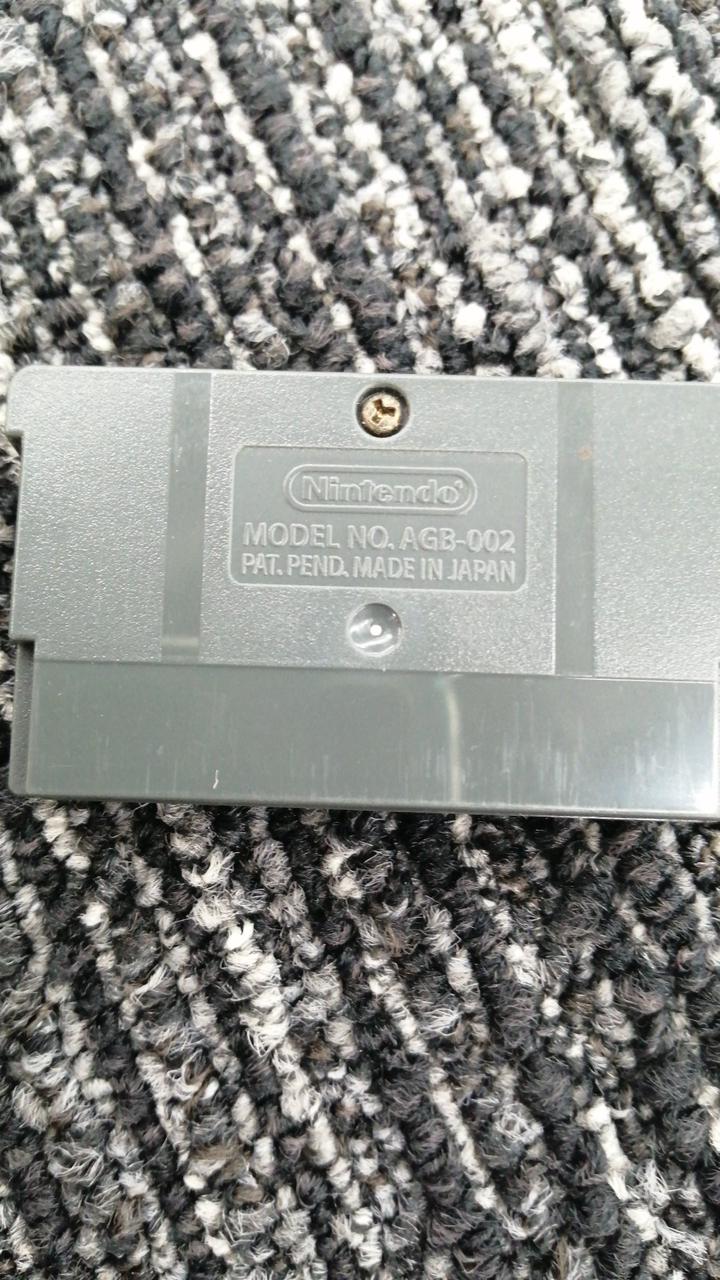 Nintendo®
MODEL NO. AGB-002
PAT. PEND. MADE IN JAPAN